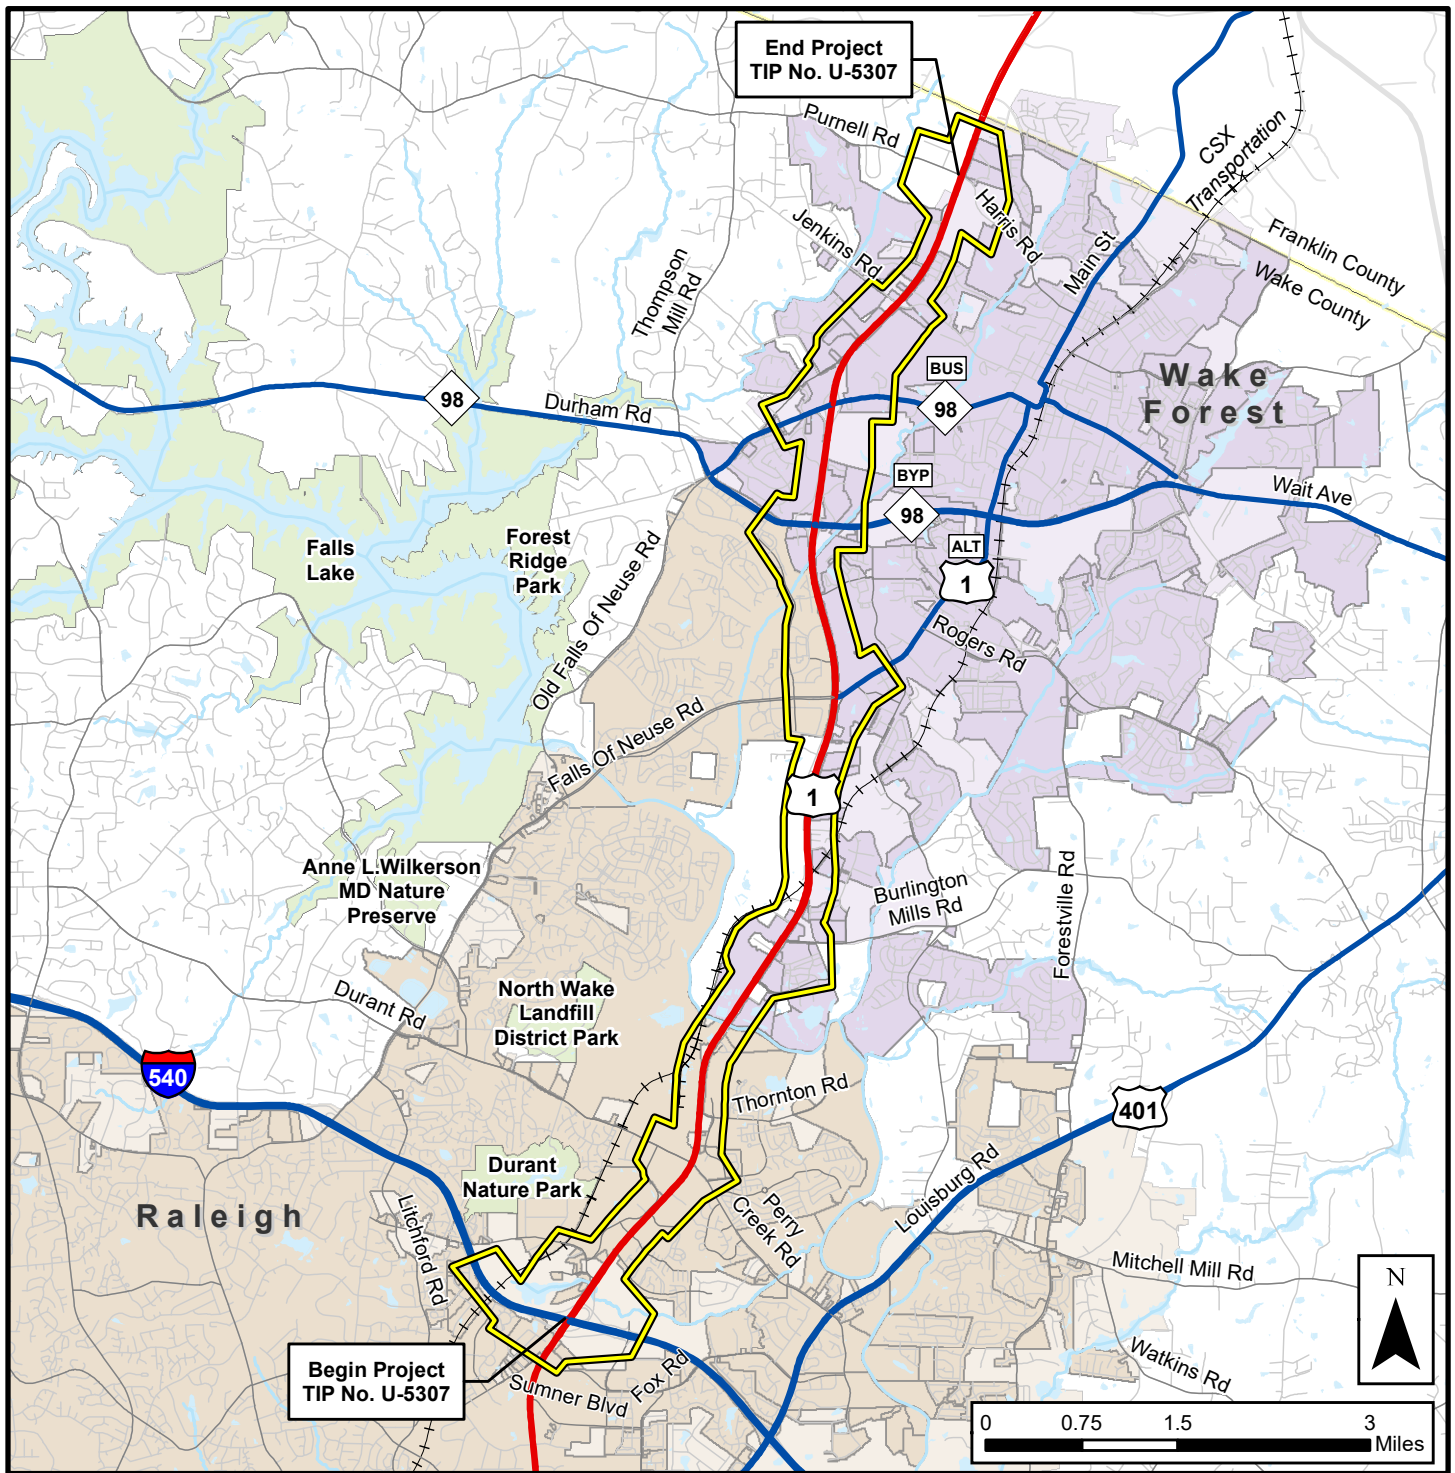 End Project
TIP No. U-5307
Purnell Rd
CSX
Transportation
Harris Rd
Jenkins Rd
Main St
Franklin County
Wake County
Thompson
Mill Rd
Wake
Forest
BUS
98
98
Durham Rd
BYP
98
Wait Ave
Falls
Lake
Forest
Ridge
Park
ALT
1
Old Falls Of Neuse Rd
Rogers Rd
Falls Of Neuse Rd
1
Anne L.Wilkerson
MD Nature
Preserve
Burlington
Mills Rd
Forestville Rd
Durant Rd
North Wake
Landfill
District Park
540
Thornton Rd
401
Durant
Nature Park
Raleigh
Litchford Rd
Perry
Creek Rd
Louisburg Rd
Mitchell Mill Rd
N
Begin Project
TIP No. U-5307
Sumner Blvd
Fox Rd
Watkins Rd
0 0.75 1.5 3
Miles